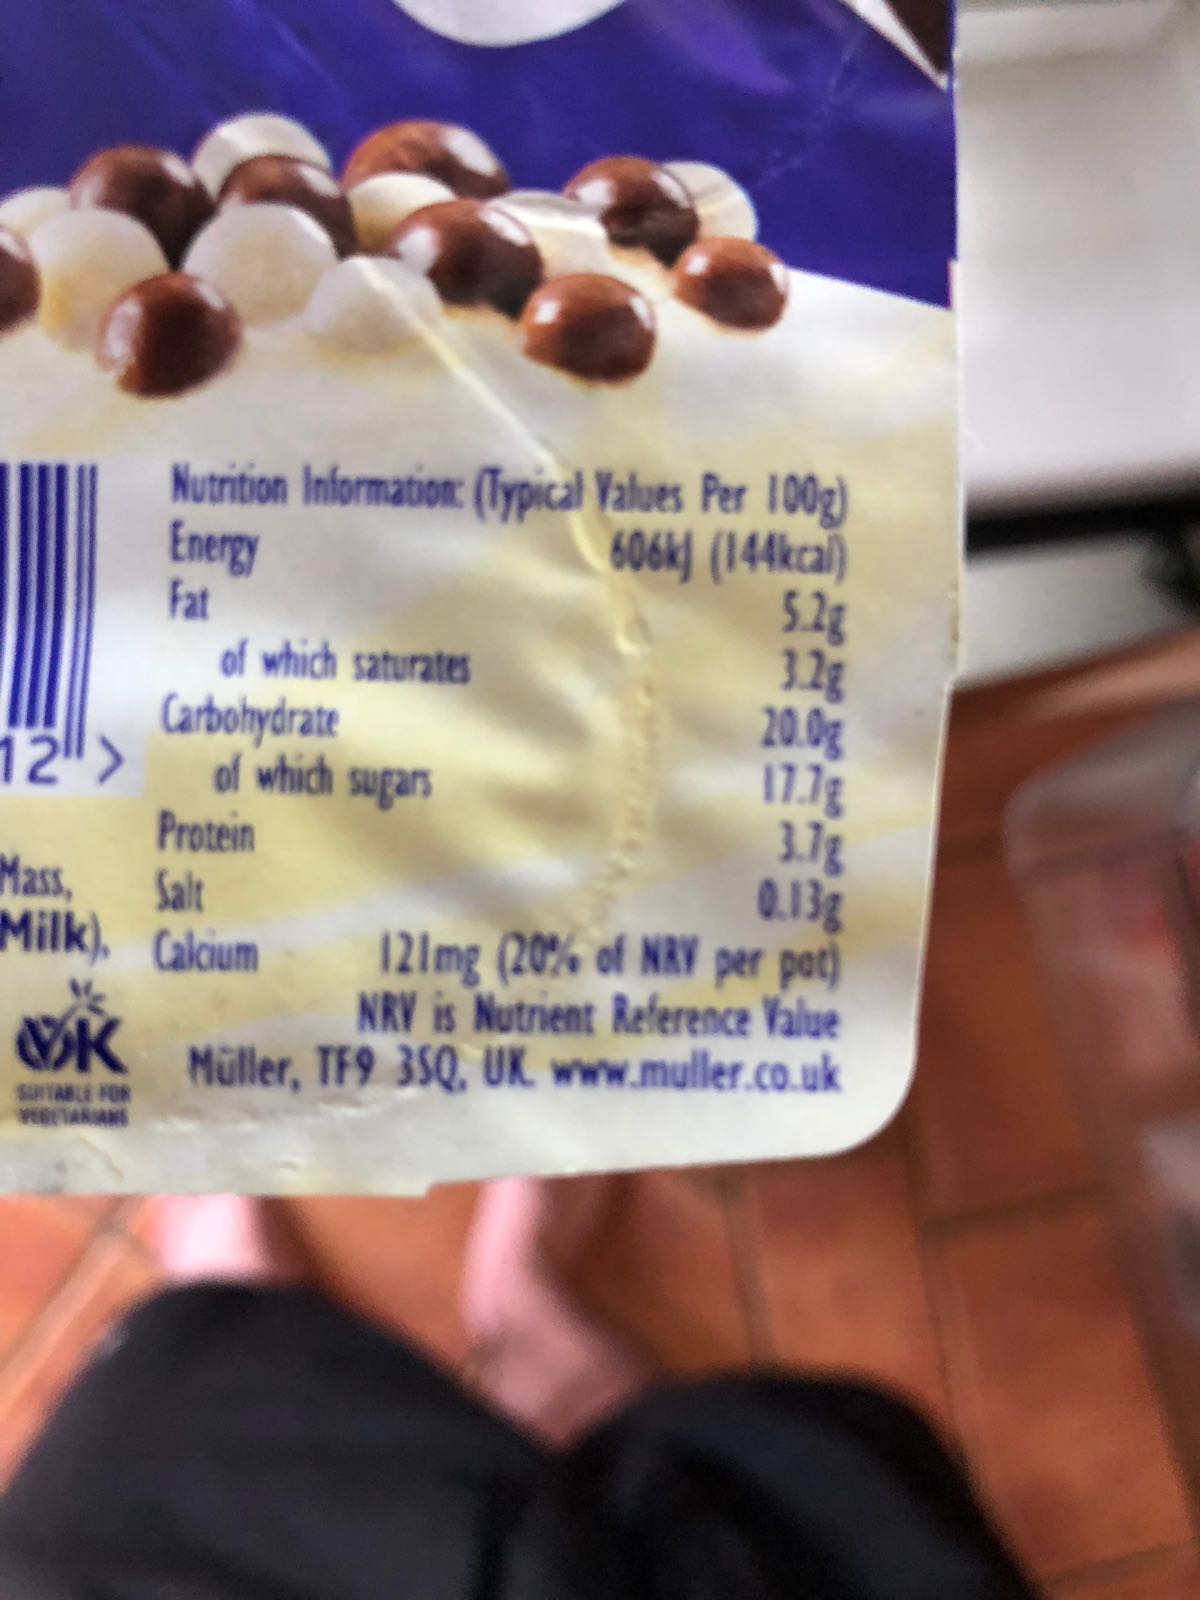 Nutrition Information: (Typical Values Per 100g)
Energy 606kJ (144kcal)
Fat 5.2g
of which saturates 3.2g
Carbohydrate 20.0g
of which sugars 17.7g
Protein 3.7g
Salt 0.13g
Calcium 121mg (20% of NRV per pot)
NRV is Nutrient Reference Value
Müller, TF9 3SQ, UK. www.muller.co.uk
12 >
Mass,
Milk),
VK
SUITABLE FOR
VEGETARIANS